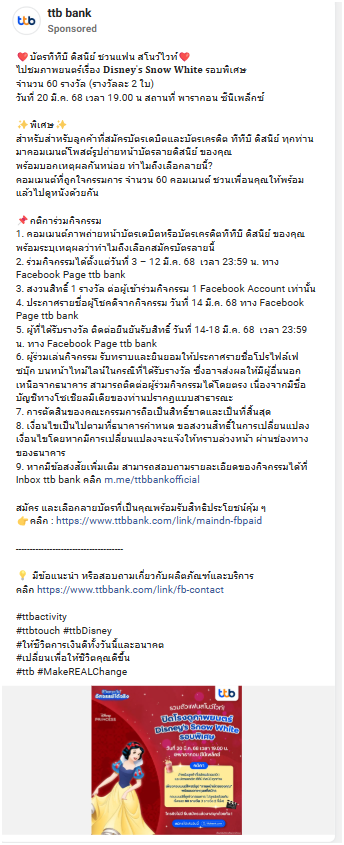 ttb bank
Sponsored
❤️บัตรทีทีบี ดิสนีย์ ชวนแฟน สโนว์ไวท์❤️
ไปชมภาพยนตร์เรื่อง Disney's Snow White รอบพิเศษ
จำนวน 60 รางวัล (รางวัลละ 2 ใบ)
วันที่ 20 มี.ค. 68 เวลา 19.00 น สถานที่ พารากอน ซีนีเพล็กซ์
✨พิเศษ✨
สำหรับสำหรับลูกค้าที่สมัครบัตรเดบิตและบัตรเครดิต ทีทีบี ดิสนีย์ ทุกท่าน
มาคอมเมนต์โพสต์รูปถ่ายหน้าบัตรลายดิสนีย์ ของคุณ
พร้อมบอกเหตุผลกันหน่อย ทำไมถึงเลือกลายนี้?
คอมเมนต์ที่ถูกใจกรรมการ จำนวน 60 คอมเมนต์ ชวนเพื่อนคุณให้พร้อม
แล้วไปดูหนังด้วยกัน
📌กติการ่วมกิจกรรม
1. คอมเมนต์ภาพถ่ายหน้าบัตรเดบิตหรือบัตรเครดิตทีทีบี ดิสนีย์ ของคุณ
พร้อมระบุเหตุผลว่าทำไมถึงเลือกสมัครบัตรลายนี้
2. ร่วมกิจกรรมได้ตั้งแต่วันที่ 3 – 12 มี.ค. 68 เวลา 23:59 น. ทาง
Facebook Page ttb bank
3. สงวนสิทธิ์ 1 รางวัล ต่อผู้เข้าร่วมกิจกรรม 1 Facebook Account เท่านั้น
4. ประกาศรายชื่อผู้โชคดีจากกิจกรรม วันที่ 14 มี.ค. 68 ทาง Facebook
Page ttb bank
5. ผู้ที่ได้รับรางวัล ติดต่อยืนยันรับสิทธิ์ วันที่ 14-18 มี.ค. 68 เวลา 23:59
น. ทาง Facebook Page ttb bank
6. ผู้ร่วมเล่นกิจกรรม รับทราบและยินยอมให้ประกาศรายชื่อโปรไฟล์เฟ
ซบุ๊ก บนหน้าไทม์ไลน์ในกรณีที่ได้รับรางวัล ซึ่งอาจส่งผลให้มีผู้อื่นนอก
เหนือจากธนาคาร สามารถติดต่อผู้ร่วมกิจกรรมได้โดยตรง เนื่องจากมีชื่อ
บัญชีทางโซเชียลมีเดียของท่านปรากฏแบบสาธารณะ
7. การตัดสินของคณะกรรมการถือเป็นสิทธิ์ขาดและเป็นที่สิ้นสุด
8. เงื่อนไขเป็นไปตามที่ธนาคารกำหนด ขอสงวนสิทธิ์ในการเปลี่ยนแปลง
เงื่อนไขโดยหากมีการเปลี่ยนแปลงจะแจ้งให้ทราบล่วงหน้า ผ่านช่องทาง
ของธนาคาร
9. หากมีข้อสงสัยเพิ่มเติม สามารถสอบถามรายละเอียดของกิจกรรมได้ที่
Inbox ttb bank คลิก m.me/ttbbankofficial
สมัคร และเลือกลายบัตรที่เป็นคุณพร้อมรับสิทธิประโยชน์คุ้ม ๆ
👉คลิก : https://www.ttbbank.com/link/maindn-fbpaid
-------------------------------------
💡 มีข้อแนะนำ หรือสอบถามเกี่ยวกับผลิตภัณฑ์และบริการ
คลิก https://www.ttbbank.com/link/fb-contact
#ttbactivity
#ttbtouch #ttbDisney
#ให้ชีวิตการเงินดีทั้งวันนี้และอนาคต
#เปลี่ยนเพื่อให้ชีวิตคุณดีขึ้น
#ttb #MakeREALChange
ttb
Disney
PRINCESS
ชวนตัวแฟนสโนว์ไวท์!
ปิดโรงดูภาพยนตร์
Disney's Snow White
รอบพิเศษ
วันที่ 20 มี.ค. 68 เวลา 19.00 น.